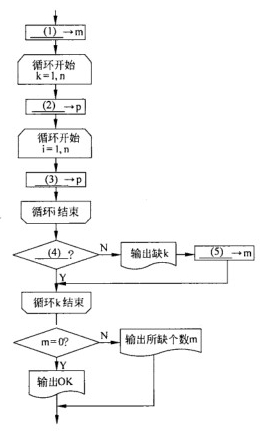 (1) →m
循环开始
k=1, n
(2) →p
循环开始
i=1, n
(3) →p
循环i结束
(4) ?
N
输出缺k
(5) →m
Y
循环k结束
m=0?
N
输出所缺个数m
Y
输出OK